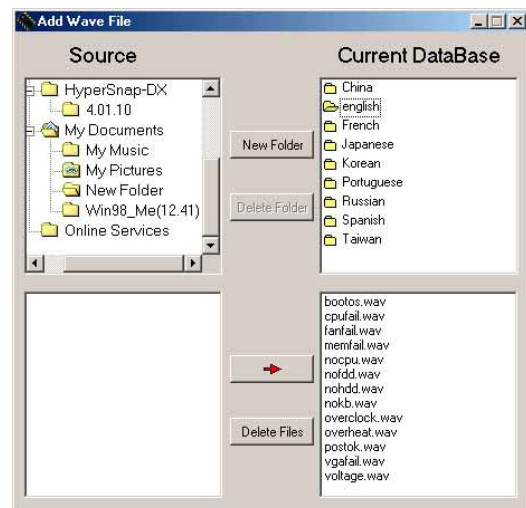 Add Wave File
Source
Current DataBase
HyperSnap-DX
4.01.10
My Documents
My Music
My Pictures
New Folder
Win98_Me(12.41)
Online Services
New Folder
Delete Folder
China
english
French
Japanese
Korean
Portuguese
Russian
Spanish
Taiwan
Delete Files
bootos.wav
cpufail.wav
fanfail.wav
memfail.wav
nocpu.wav
nofdd.wav
nohdd.wav
nokb.wav
overclock.wav
overheat.wav
postok.wav
vgafail.wav
voltage.wav